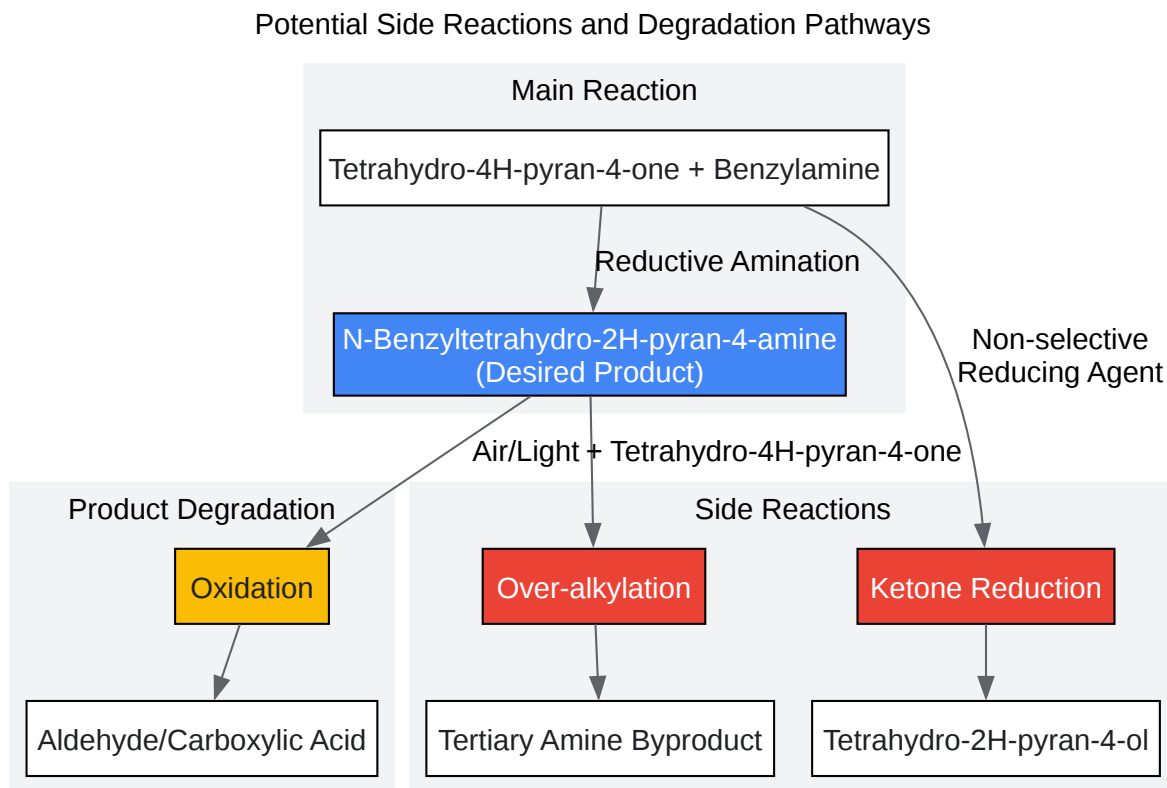 Potential Side Reactions and Degradation Pathways
Main Reaction
Tetrahydro-4H-pyran-4-one + Benzylamine
Reductive Amination
N-Benzyltetrahydro-2H-pyran-4-amine
(Desired Product)
Non-selective
Reducing Agent
Air/Light
+ Tetrahydro-4H-pyran-4-one
Product Degradation
Side Reactions
Oxidation
Over-alkylation
Ketone Reduction
Aldehyde/Carboxylic Acid
Tertiary Amine Byproduct
Tetrahydro-2H-pyran-4-ol